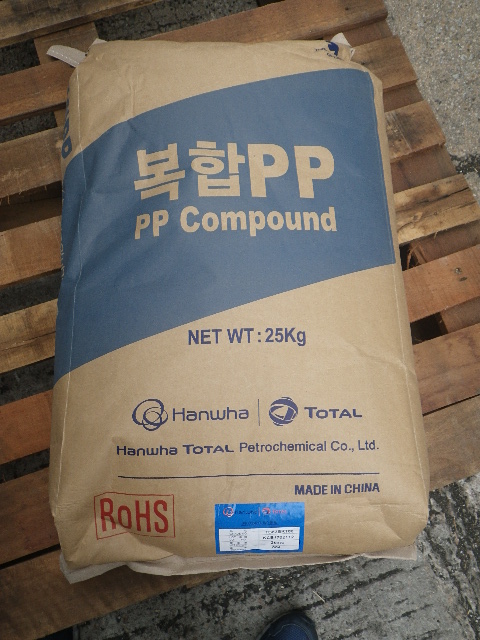 복합PP
PP Compound
NET WT : 25Kg
Hanwha | TOTAL
Hanwha TOTAL Petrochemical Co., Ltd.
MADE IN CHINA
RoHS